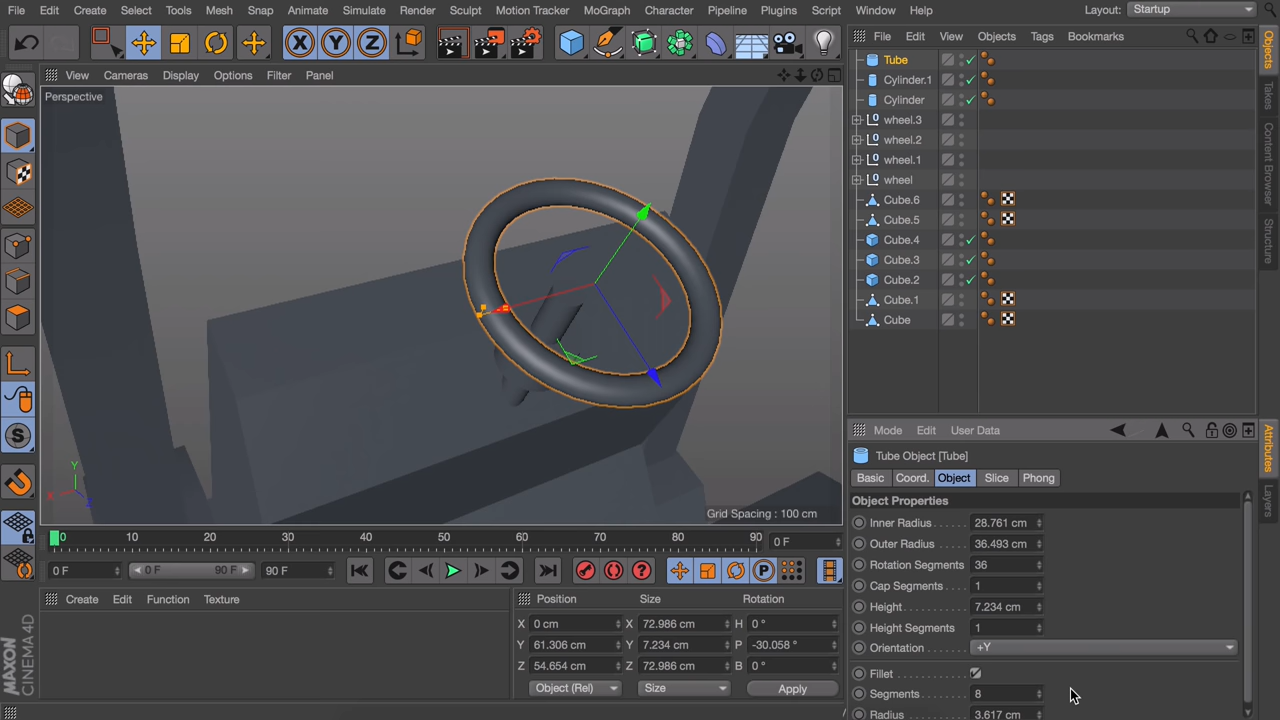 File Edit Create Select Tools Mesh Snap Animate Simulate Render Sculpt Motion Tracker MoGraph Character Pipeline Plugins Script Window Help Layout: Startup
X Y Z
File Edit View Objects Tags Bookmarks
Objects
Takes
Content Browser
Structure
View Cameras Display Options Filter Panel
Perspective
Tube
Cylinder.1
Cylinder
wheel.3
wheel.2
wheel.1
wheel
Cube.6
Cube.5
Cube.4
Cube.3
Cube.2
Cube.1
Cube
Y
X
Z
Grid Spacing : 100 cm
Mode Edit User Data
Attributes
Layers
Tube Object [Tube]
Basic Coord. Object Slice Phong
Object Properties
Inner Radius 28.761 cm
Outer Radius 36.493 cm
Rotation Segments 36
Cap Segments 1
Height 7.234 cm
Height Segments 1
Orientation +Y
Fillet
Segments 8
Radius 3.617 cm
0 10 20 30 40 50 60 70 80 90 0 F
0 F 0 F 90 F 90 F
Create Edit Function Texture
Position Size Rotation
X 0 cm X 72.986 cm H 0 °
Y 61.306 cm Y 7.234 cm P -30.058 °
Z 54.654 cm Z 72.986 cm B 0 °
Object (Rel) Size Apply
MAXON
CINEMA 4D